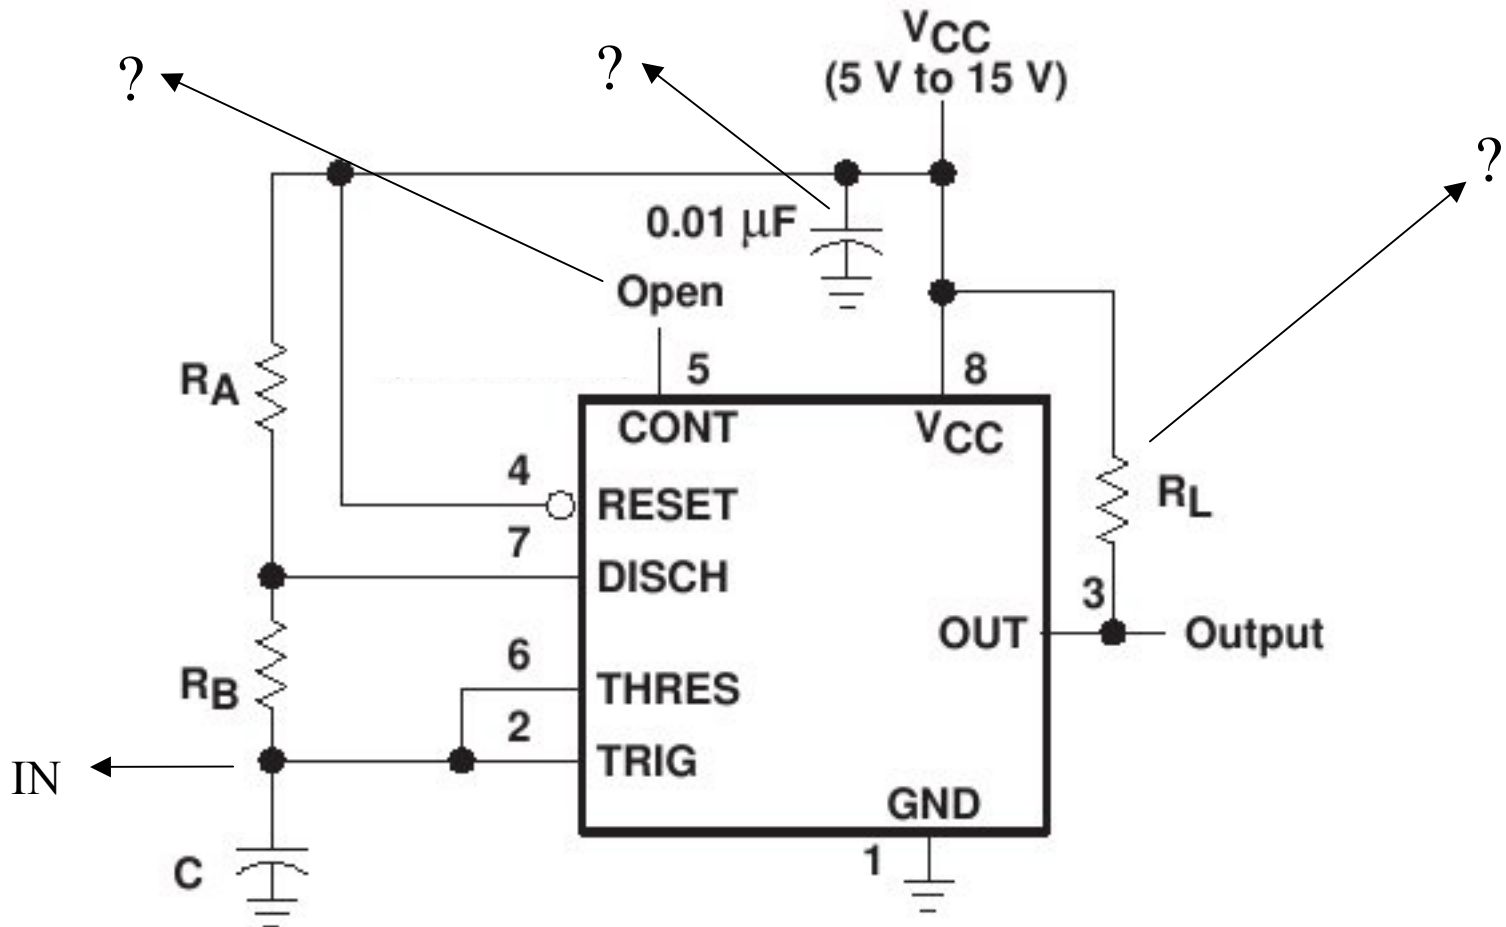 VCC
(5 V to 15 V)
?
?
?
0.01 µF
Open
RA
5
8
CONT
VCC
4
RESET
RL
7
DISCH
3
OUT
Output
6
RB
THRES
2
TRIG
IN
GND
1
C